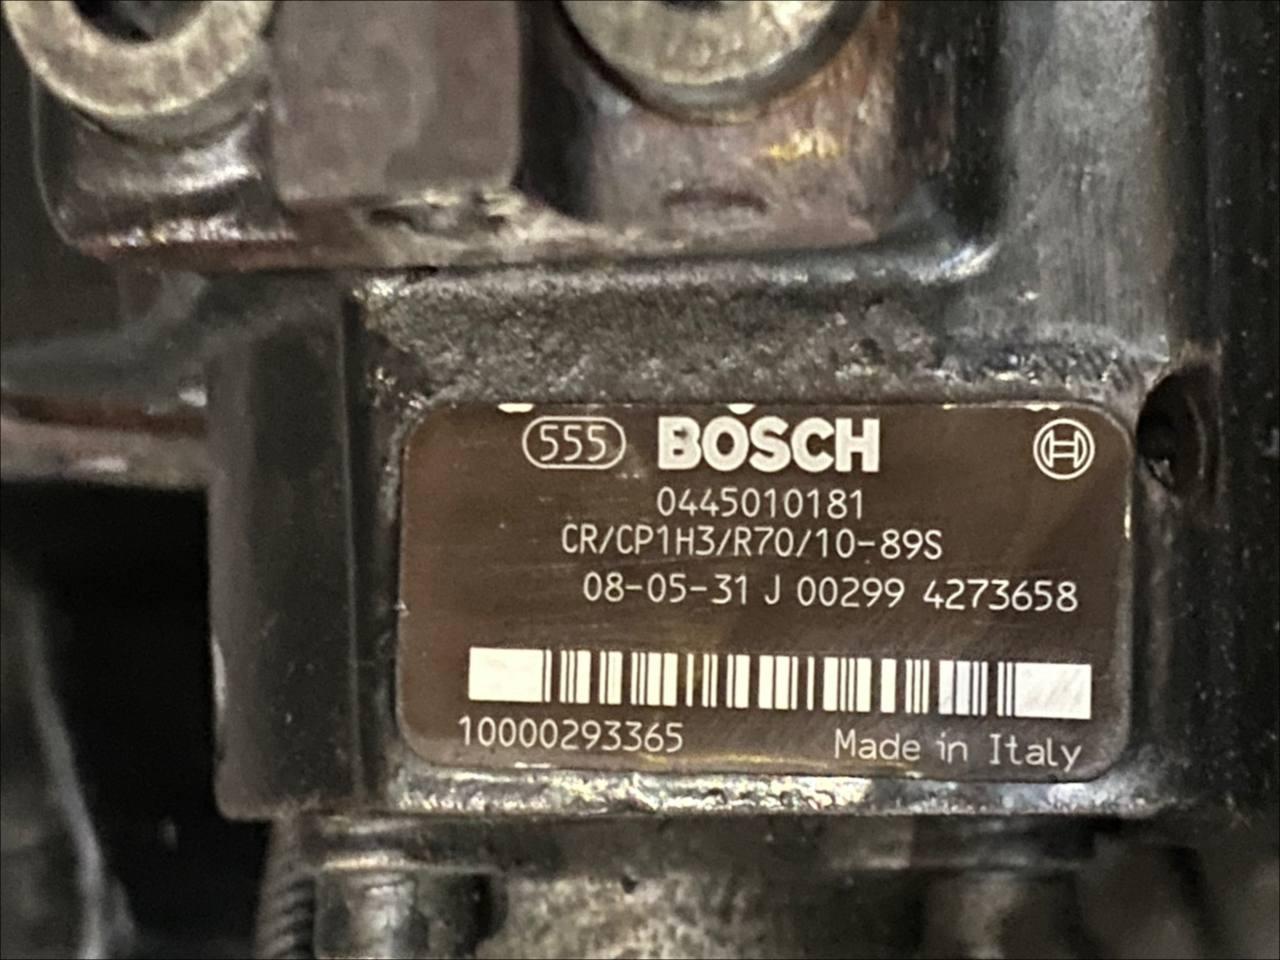 555 BOSCH
0445010181
CR/CP1H3/R70/10-89S
08-05-31 J 00299 4273658
10000293365 Made in Italy